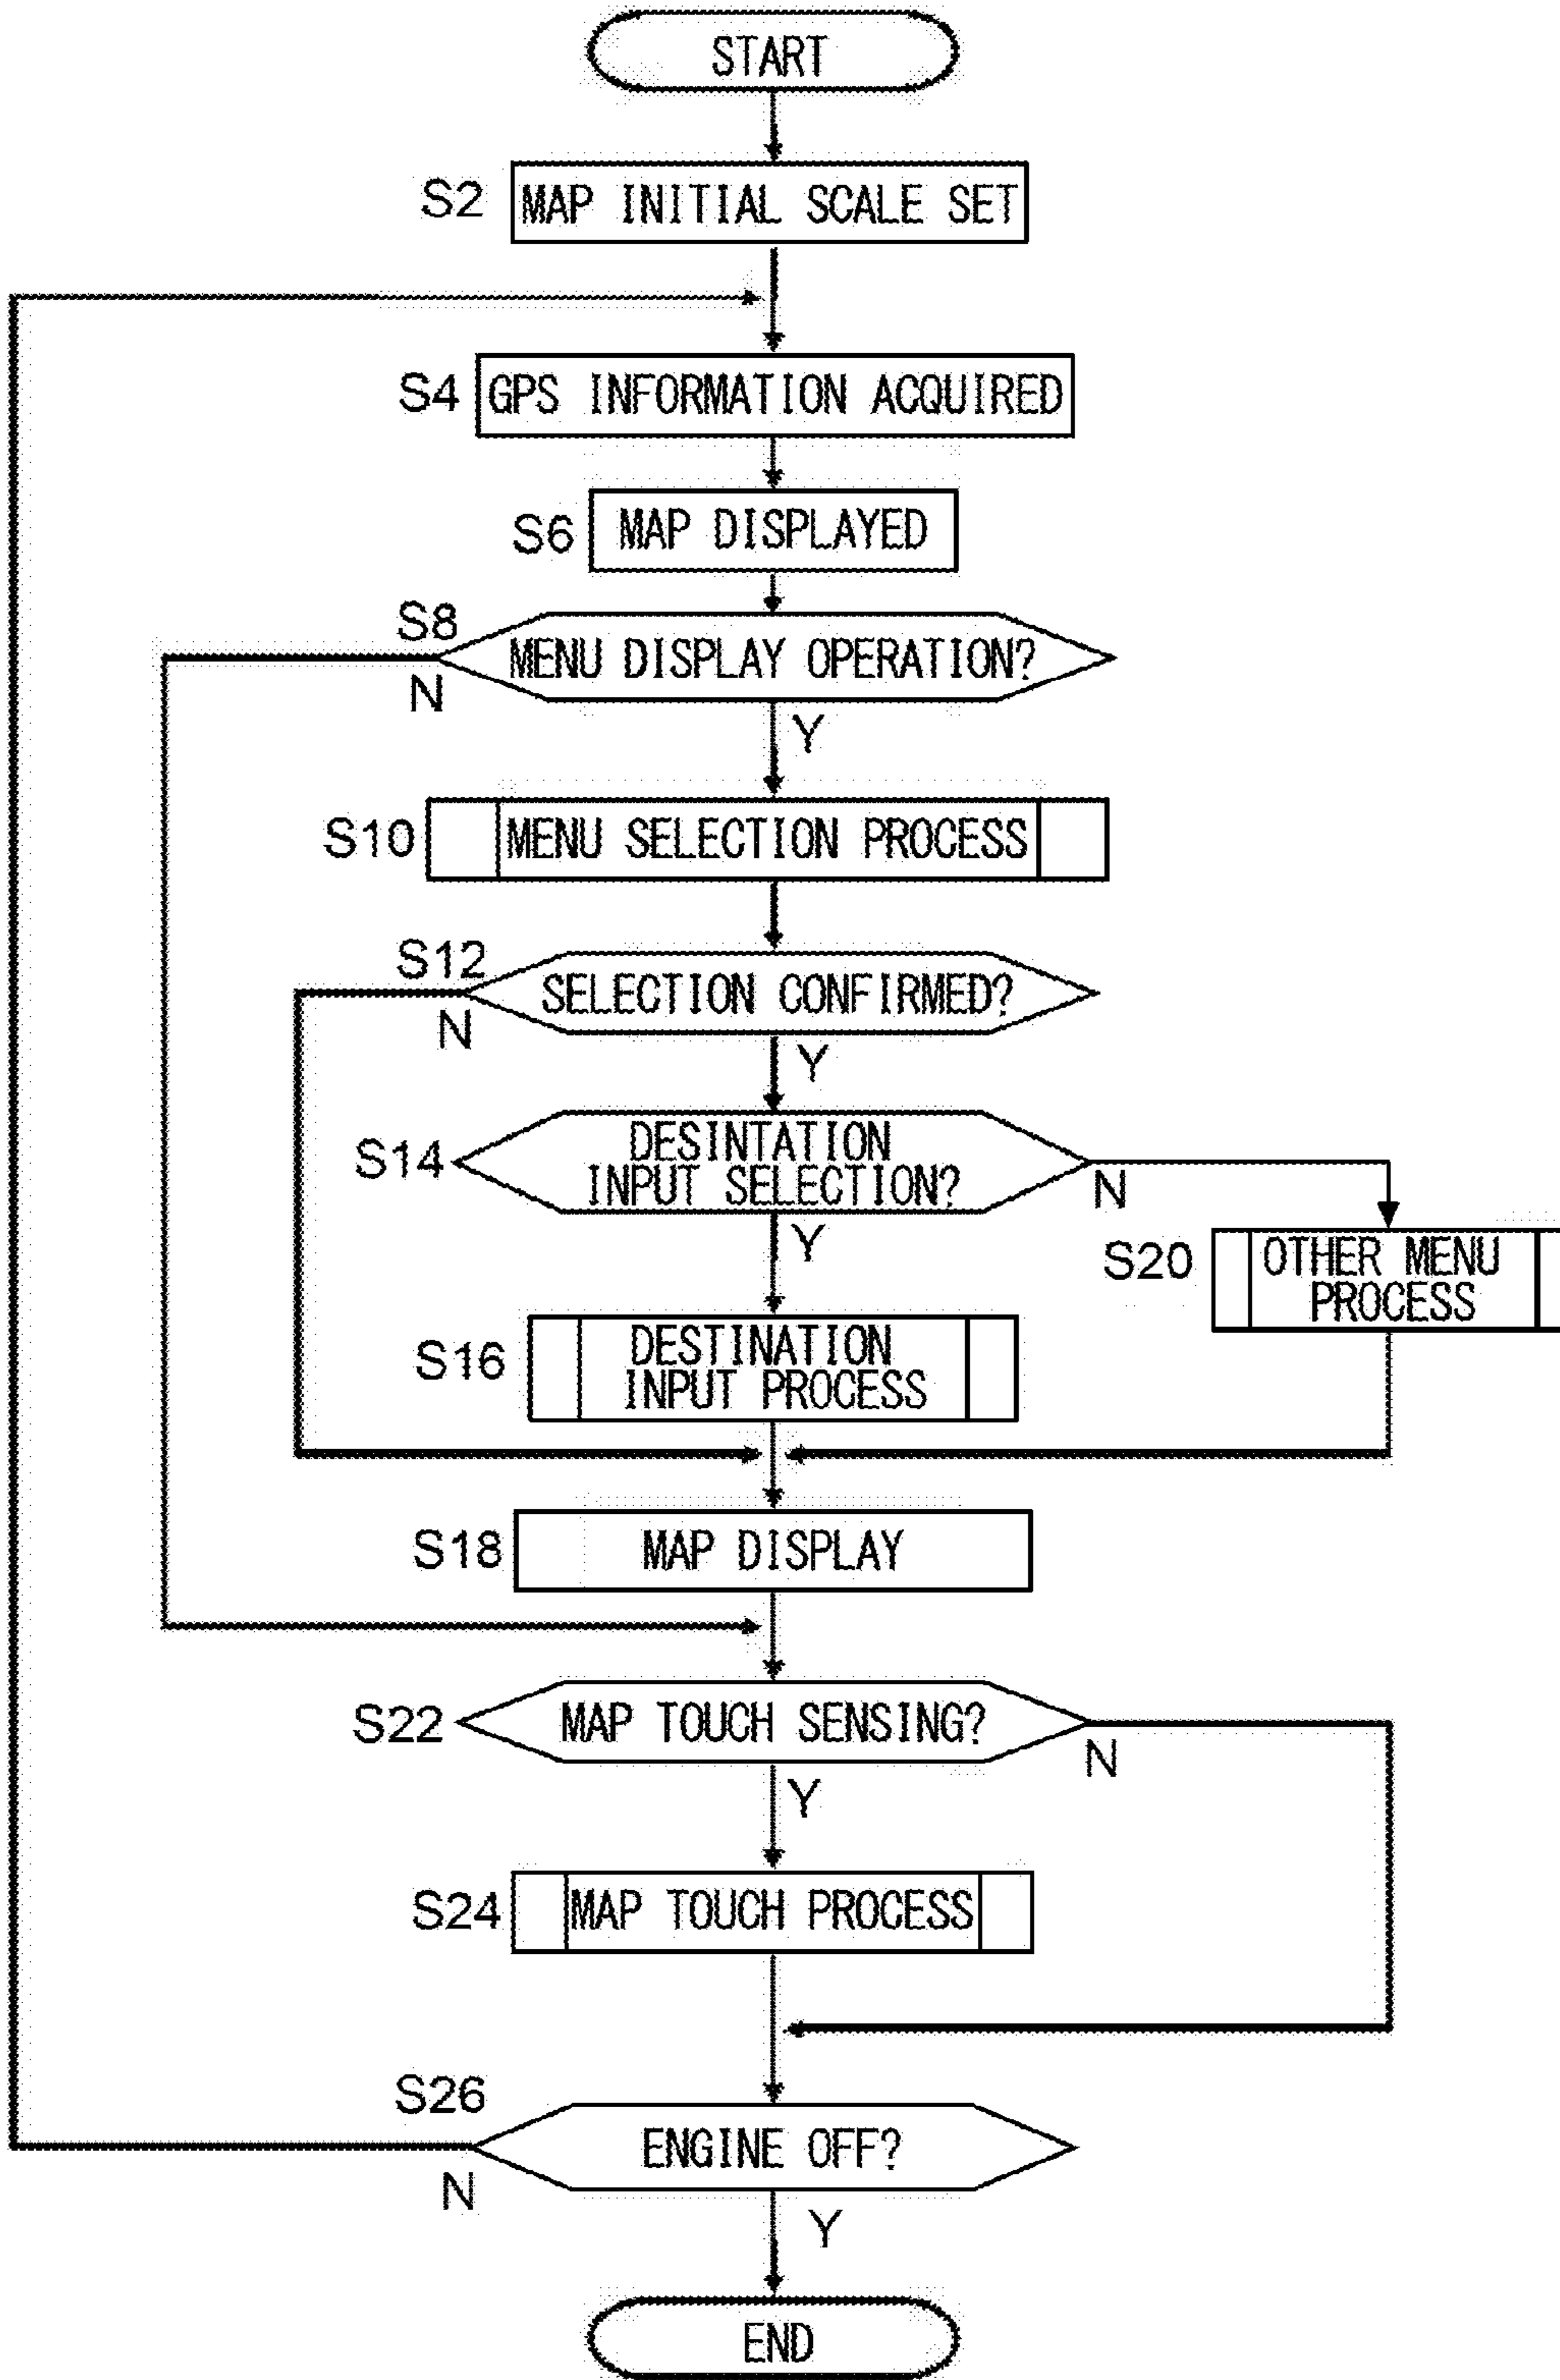 START
S2
MAP INITIAL SCALE SET
S4
GPS INFORMATION ACQUIRED
S6
MAP DISPLAYED
S8
MENU DISPLAY OPERATION?
N
Y
S10
MENU SELECTION PROCESS
S12
SELECTION CONFIRMED?
N
Y
S14
DESINTATION
INPUT SELECTION?
N
Y
S20
OTHER MENU
PROCESS
S16
DESTINATION
INPUT PROCESS
S18
MAP DISPLAY
S22
MAP TOUCH SENSING?
N
Y
S24
MAP TOUCH PROCESS
S26
ENGINE OFF?
N
Y
END